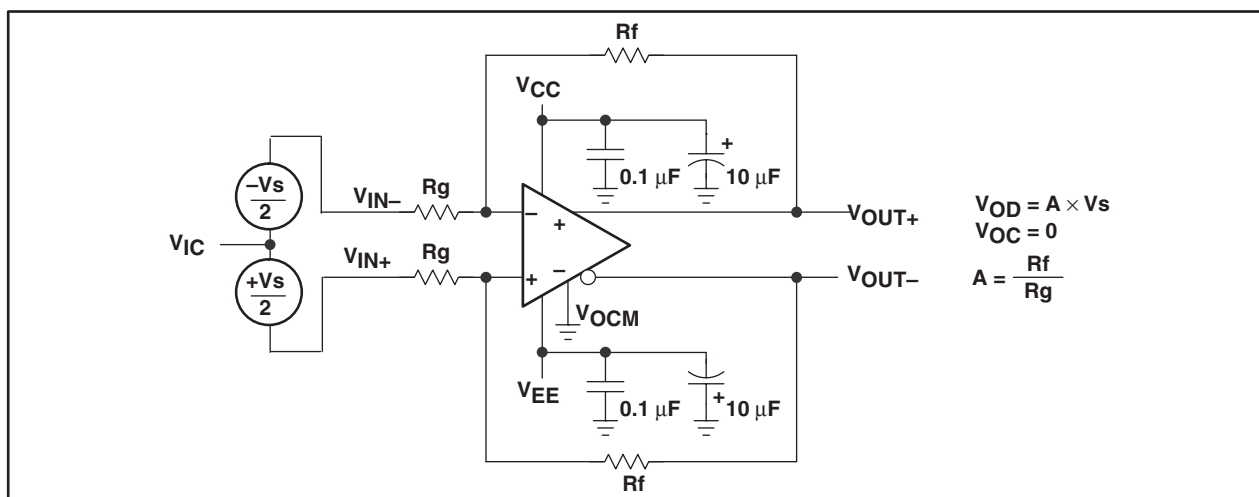 Rf
VCC
+
0.1 μF
10 μF
–Vs
2
VIN–
Rg
–
+
VOUT+
VOD = A × Vs
VOC = 0
VIC
+Vs
2
VIN+
Rg
+
–
VOUT–
A = Rf
Rg
VOCM
VEE
0.1 μF
+
10 μF
Rf